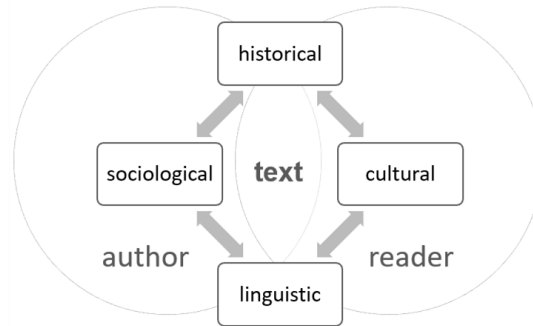 historical
sociological
text
cultural
author
reader
linguistic